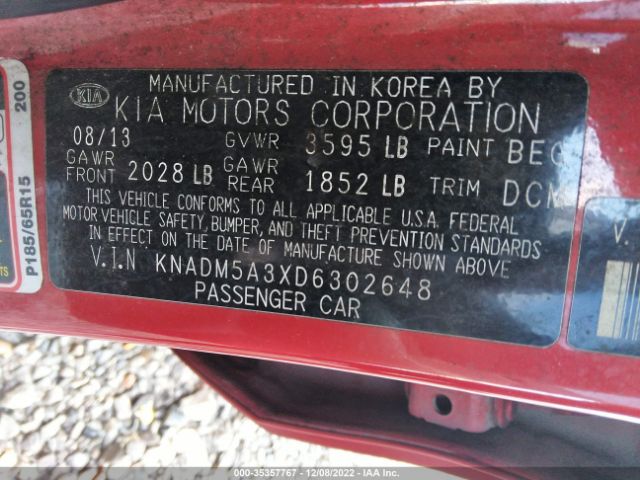 MANUFACTURED IN KOREA BY
KIA
KIA MOTORS CORPORATION
08/13 GVWR 3595 LB PAINT BEG
GAWR FRONT 2028 LB GAWR REAR 1852 LB TRIM DCM
THIS VEHICLE CONFORMS TO ALL APPLICABLE U.S.A. FEDERAL
MOTOR VEHICLE SAFETY, BUMPER, AND THEFT PREVENTION STANDARDS
IN EFFECT ON THE DATE OF MANUFACTURE SHOWN ABOVE
V.I.N KNADM5A3XD6302648
PASSENGER CAR
P185/65R15 200
V.
000-35357767 - 12/08/2022 - IAA Inc.